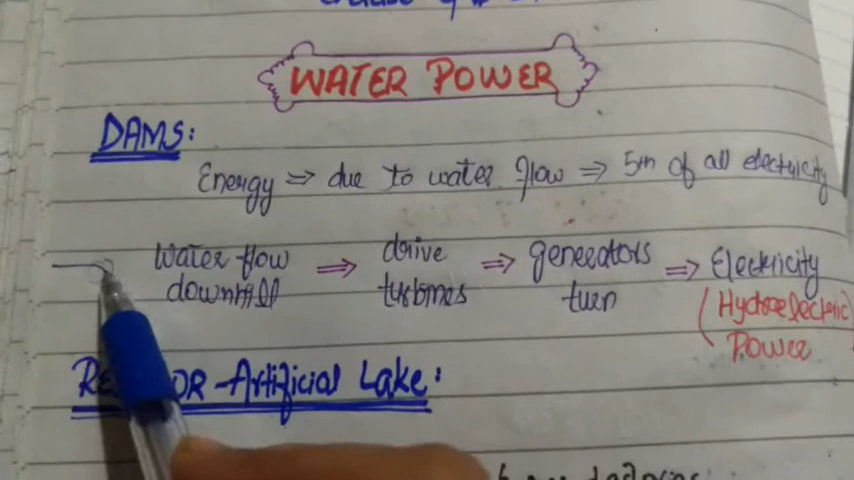 WATER POWER
DAMS:
Energy ⇒ due to water flow ⇒ 5th of all electricity
Water flow ⇒ drive ⇒ generators ⇒ Electricity
downhill turbines turn (Hydroelectric)
Power
-Artificial Lake: